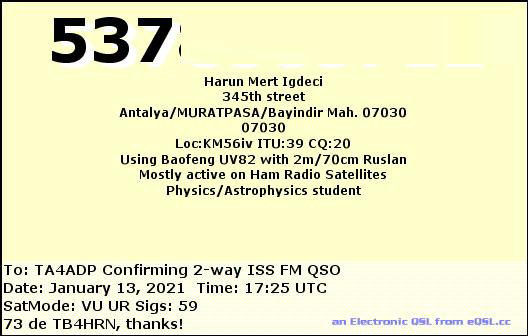 537
Harun Mert Igdeci
345th street
Antalya/MURATPASA/Bayindir Mah. 07030
07030
Loc:KM56iv ITU:39 CQ:20
Using Baofeng UV82 with 2m/70cm Ruslan
Mostly active on Ham Radio Satellites
Physics/Astrophysics student
To: TA4ADP Confirming 2-way ISS FM QSO
Date: January 13, 2021 Time: 17:25 UTC
SatMode: VU UR Sigs: 59
73 de TB4HRN, thanks!
an Electronic QSL from eQSL.cc